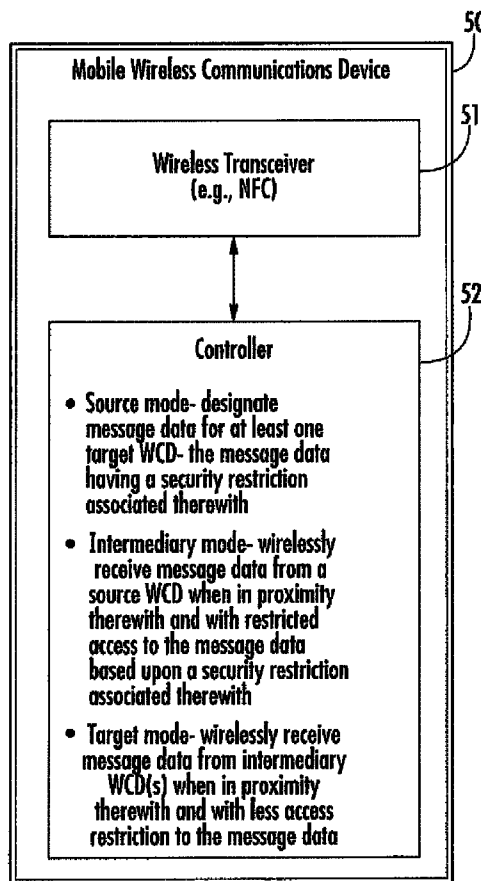 50
Mobile Wireless Communications Device
51
Wireless Transceiver
(e.g., NFC)
52
Controller
• Source mode- designate
message data for at least one
target WCD- the message data
having a security restriction
associated therewith
• Intermediary mode- wirelessly
receive message data from a
source WCD when in proximity
therewith and with restricted
access to the message data
based upon a security restriction
associated therewith
• Target mode- wirelessly receive
message data from intermediary
WCD(s) when in proximity
therewith and with less access
restriction to the message data